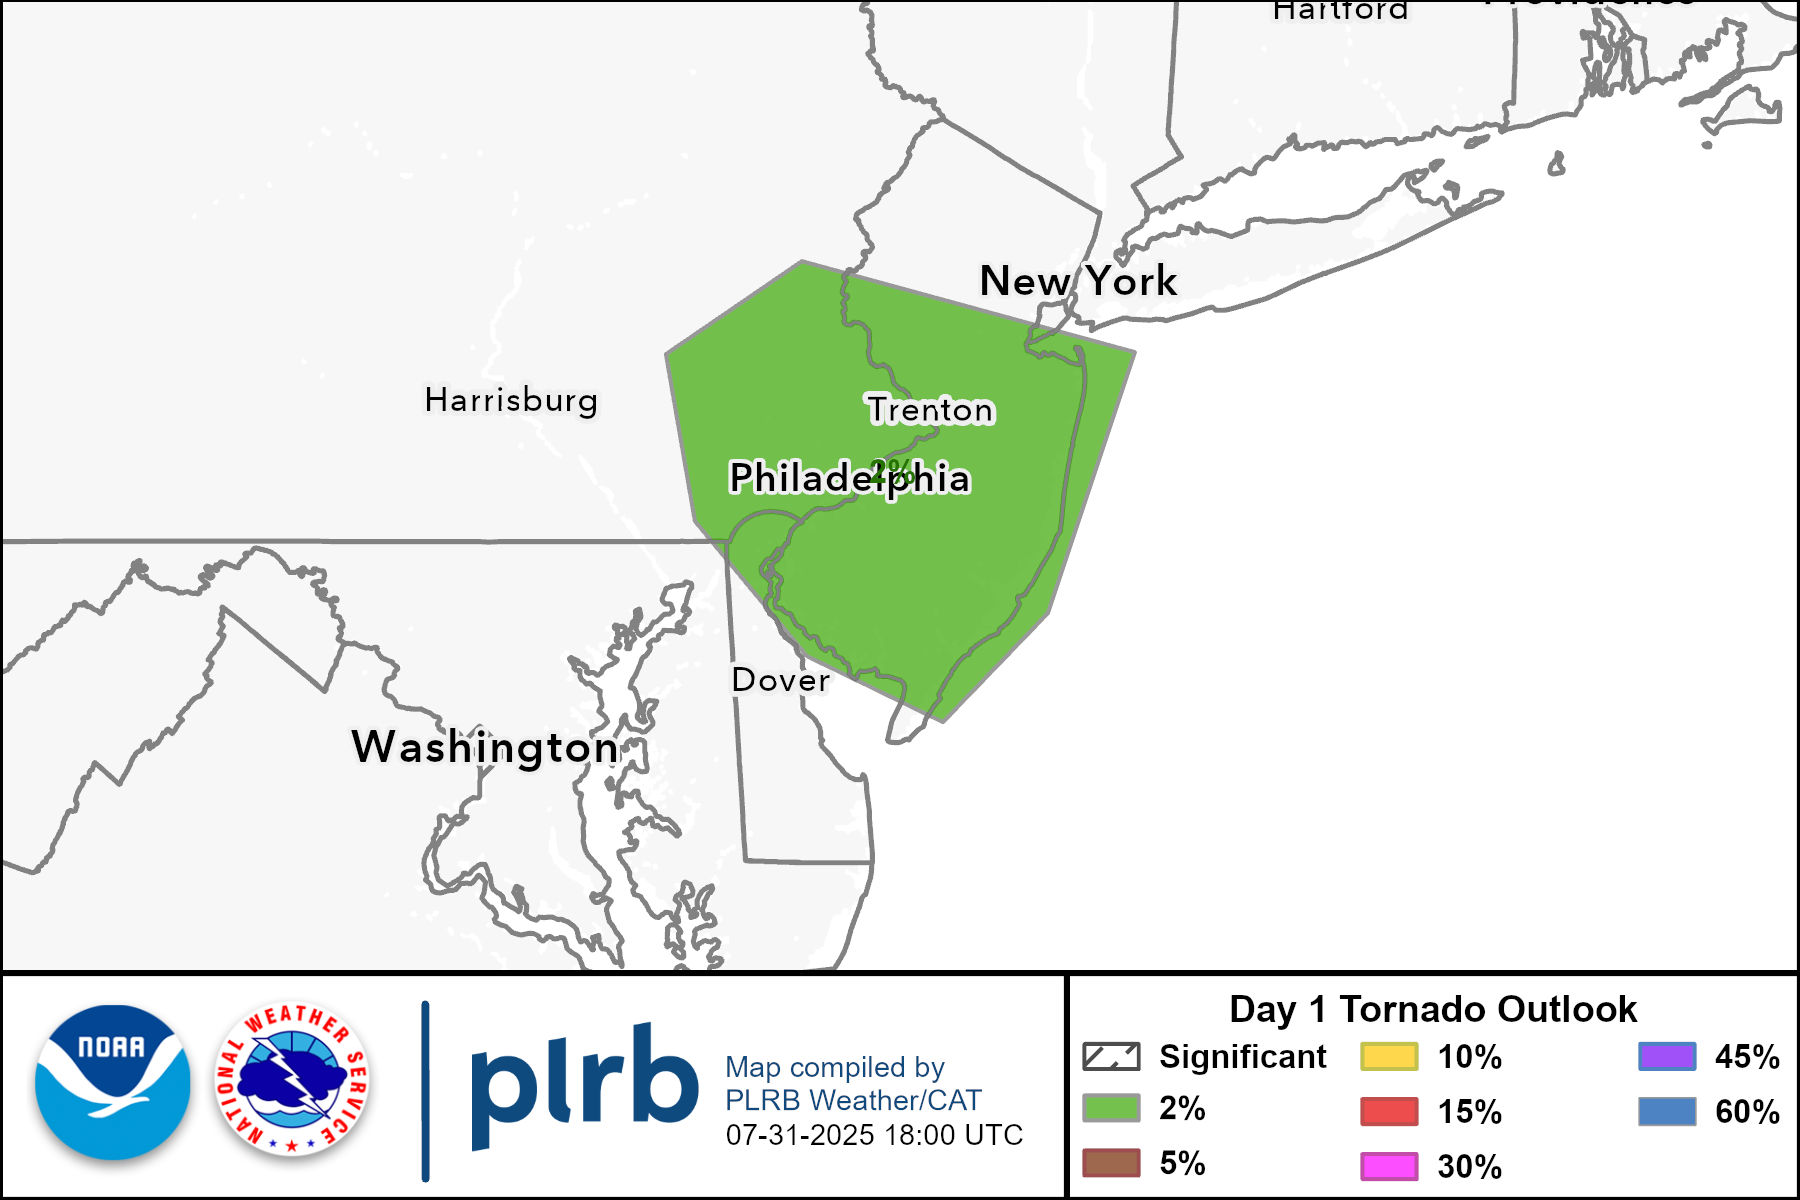 Hartford
Providence
New York
Harrisburg
Trenton
2%
Philadelphia
Dover
Washington
NOAA
NATIONAL WEATHER SERVICE
plrb
Map compiled by
PLRB Weather/CAT
07-31-2025 18:00 UTC
Day 1 Tornado Outlook
Significant
2%
5%
10%
15%
30%
45%
60%